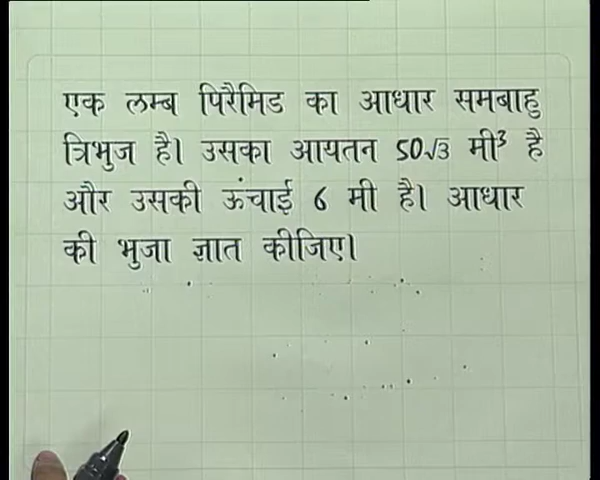 एक लम्ब पिरैमिड का आधार समबाहु
त्रिभुज है। उसका आयतन 50√3 मी³ है
और उसकी ऊंचाई 6 मी है। आधार
की भुजा ज्ञात कीजिए।